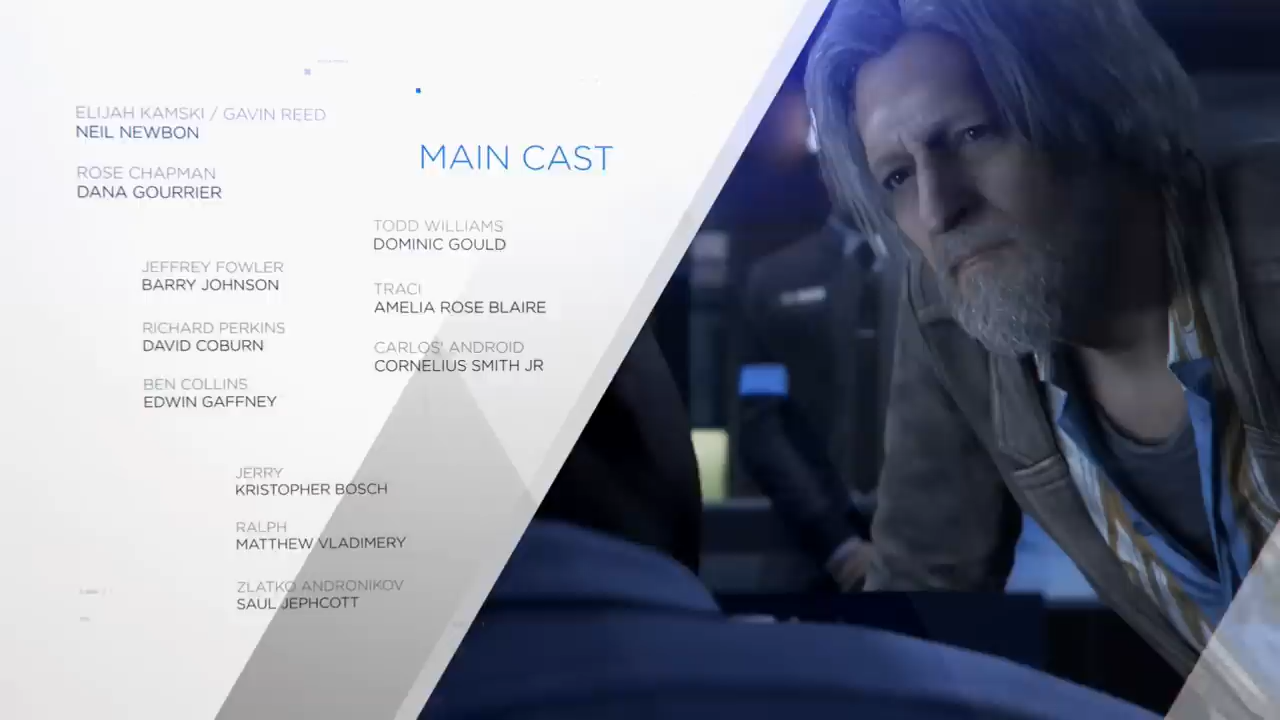 ELIJAH KAMSKI / GAVIN REED
NEIL NEWBON
ROSE CHAPMAN
DANA GOURRIER
MAIN CAST
TODD WILLIAMS
DOMINIC GOULD
JEFFREY FOWLER
BARRY JOHNSON
TRACI
AMELIA ROSE BLAIRE
RICHARD PERKINS
DAVID COBURN
CARLOS' ANDROID
CORNELIUS SMITH JR
BEN COLLINS
EDWIN GAFFNEY
JERRY
KRISTOPHER BOSCH
RALPH
MATTHEW VLADIMERY
ZLATKO ANDRONIKOV
SAUL JEPHCOTT